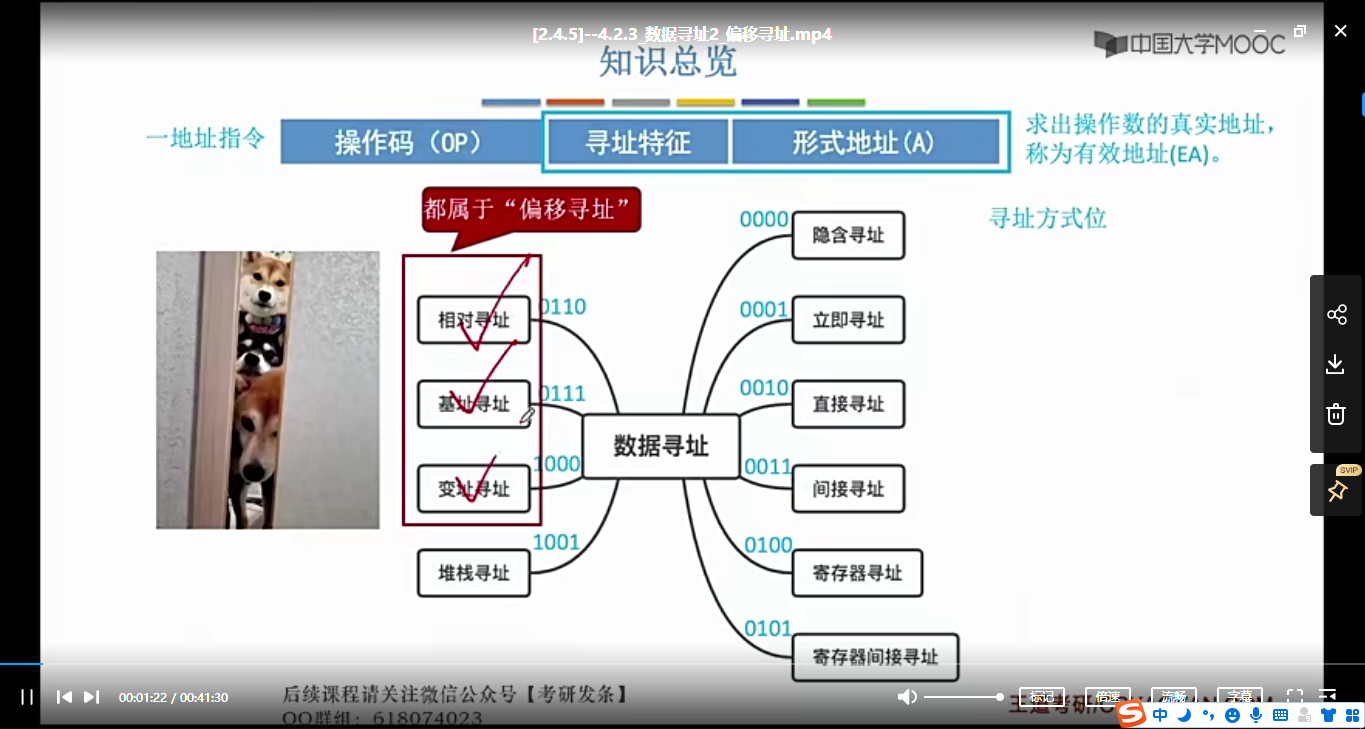 [2.4.5]--4.2.3_数据寻址2_偏移寻址.mp4
中国大学MOOC
知识总览
一地址指令
操作码（OP）
寻址特征
形式地址(A)
求出操作数的真实地址，
称为有效地址(EA)。
都属于“偏移寻址”
寻址方式位
0000
隐含寻址
0110
相对寻址
0001
立即寻址
0111
基址寻址
0010
直接寻址
数据寻址
1000
变址寻址
0011
间接寻址
1001
堆栈寻址
0100
寄存器寻址
0101
寄存器间接寻址
SVIP
00:01:22 / 00:41:30
后续课程请关注微信公众号【考研发条】
QQ群组：618074023
标记
倍速
流畅
字幕
王道考研/
S
中